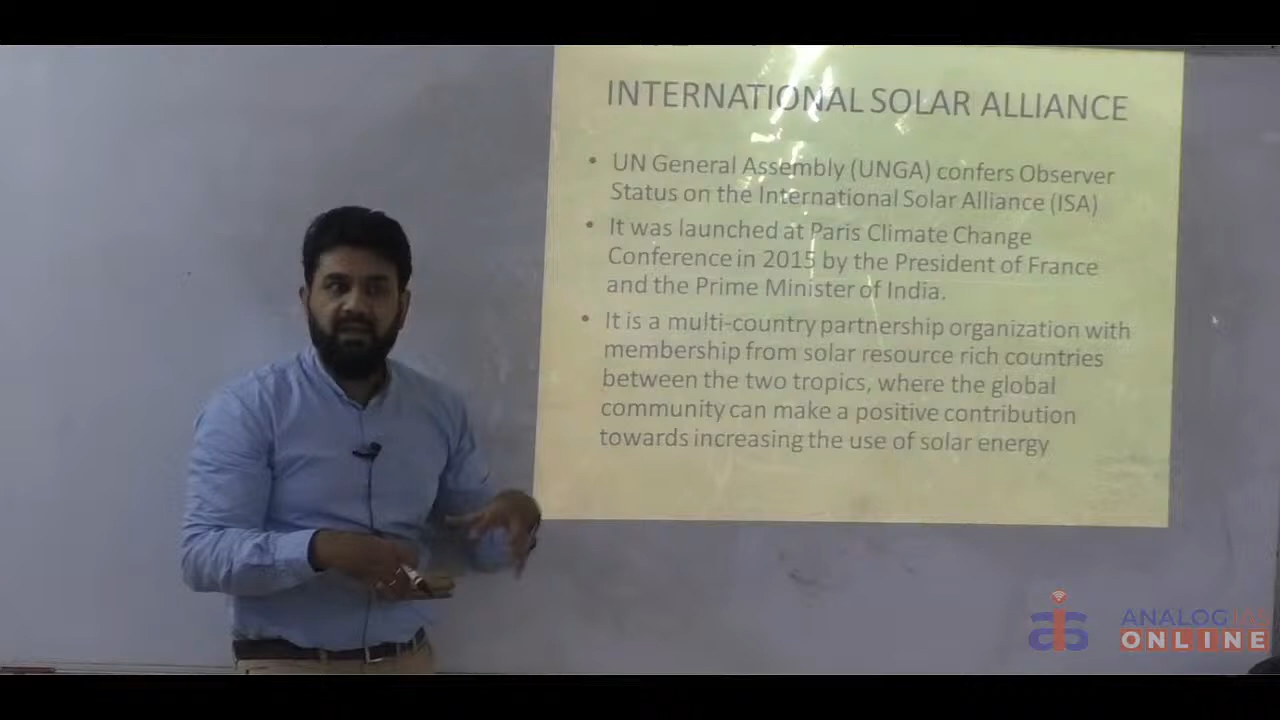 INTERNATIONAL SOLAR ALLIANCE
• UN General Assembly (UNGA) confers Observer
Status on the International Solar Alliance (ISA)
• It was launched at Paris Climate Change
Conference in 2015 by the President of France
and the Prime Minister of India.
• It is a multi-country partnership organization with
membership from solar resource rich countries
between the two tropics, where the global
community can make a positive contribution
towards increasing the use of solar energy
ais
ANALOG IAS
ONLINE